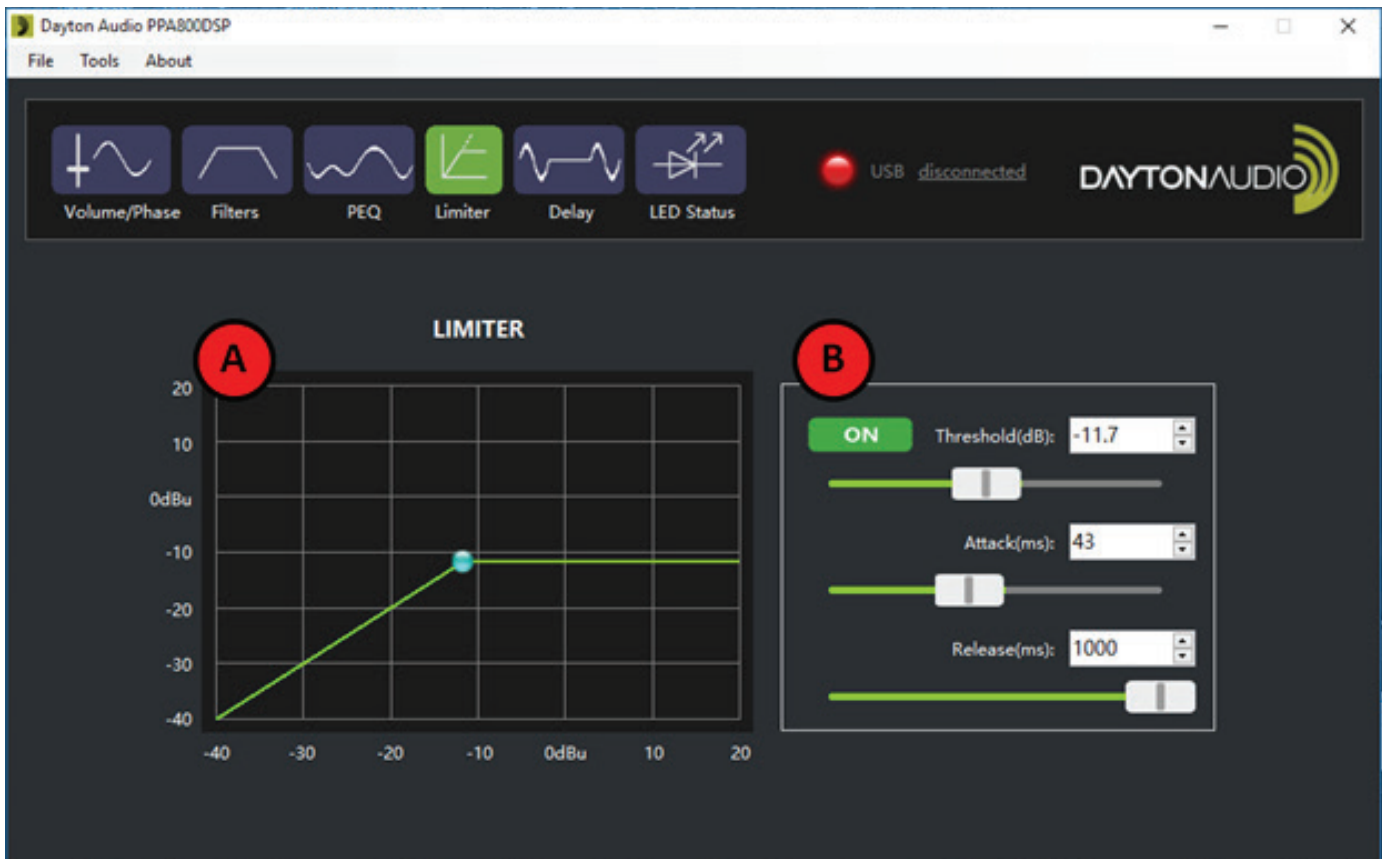 Dayton Audio PPA800DSP
File Tools About
Volume/Phase Filters PEQ Limiter Delay LED Status
USB disconnected
DAYTONAUDIO
LIMITER
A
B
20
10
0dBu
-10
-20
-30
-40
-40 -30 -20 -10 0dBu 10 20
ON Threshold(dB): -11.7
Attack(ms): 43
Release(ms): 1000